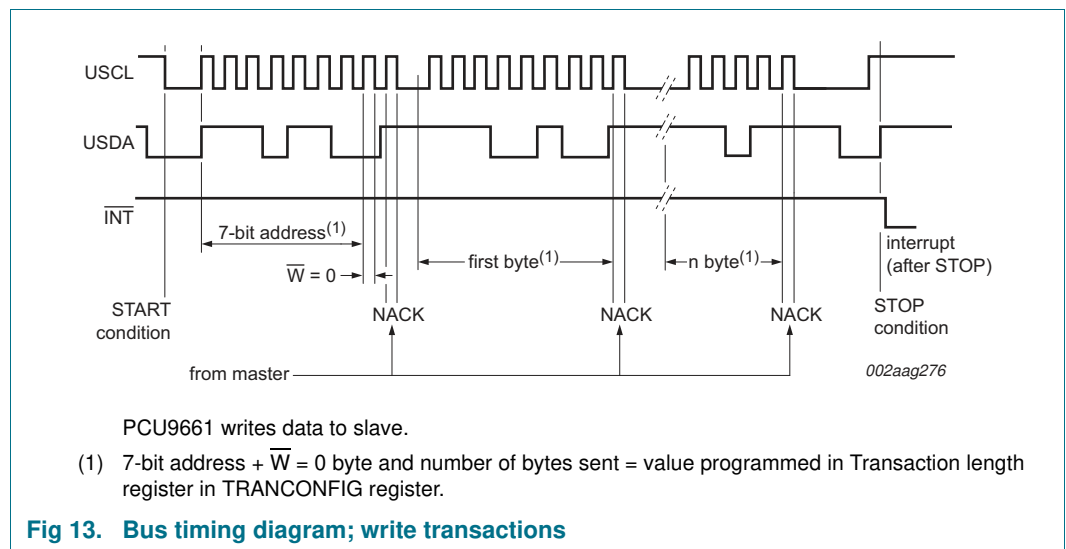 USCL
USDA
INT
7-bit address(1)
W = 0
first byte(1)
n byte(1)
interrupt
(after STOP)
START
condition
NACK
NACK
NACK
STOP
condition
from master
002aag276
PCU9661 writes data to slave.
(1) 7-bit address + W = 0 byte and number of bytes sent = value programmed in Transaction length
register in TRANCONFIG register.
Fig 13. Bus timing diagram; write transactions